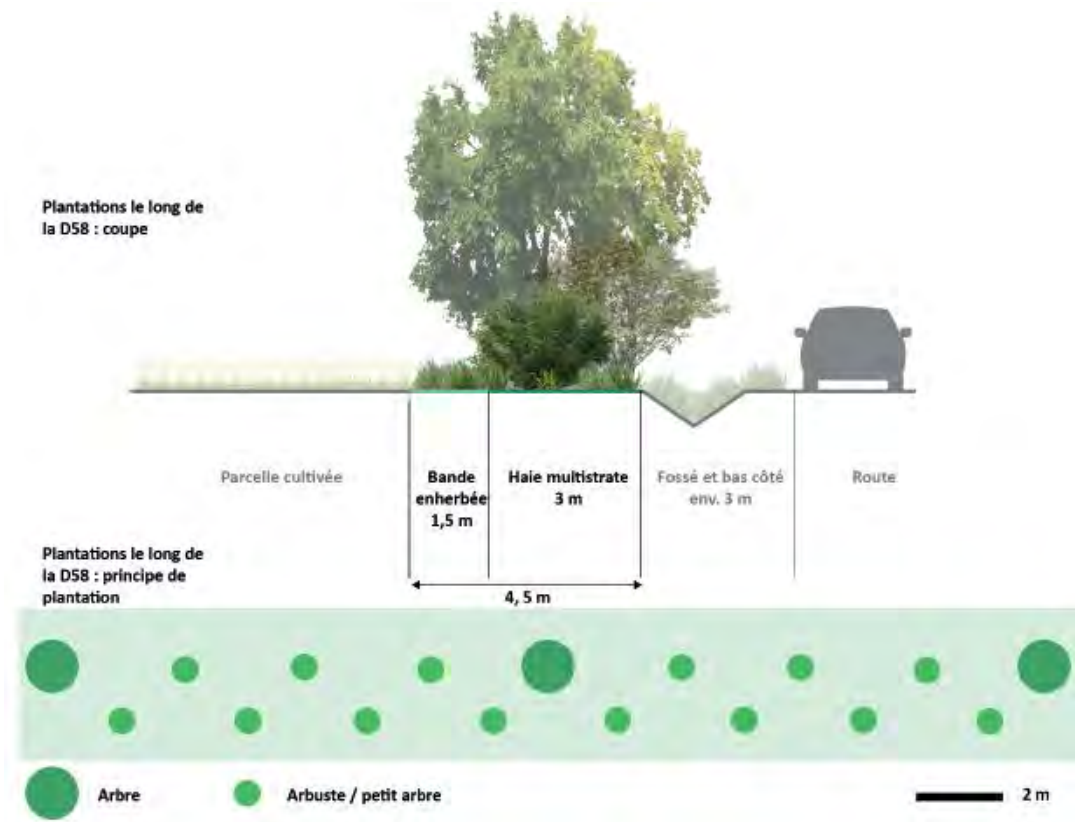 Plantations le long de
la D58 : coupe
Parcelle cultivée
Bande
enherbée
1,5 m
Haie multistrate
3 m
Fossé et bas côté
env. 3 m
Route
Plantations le long de
la D58 : principe de
plantation
4, 5 m
Arbre
Arbuste / petit arbre
2 m